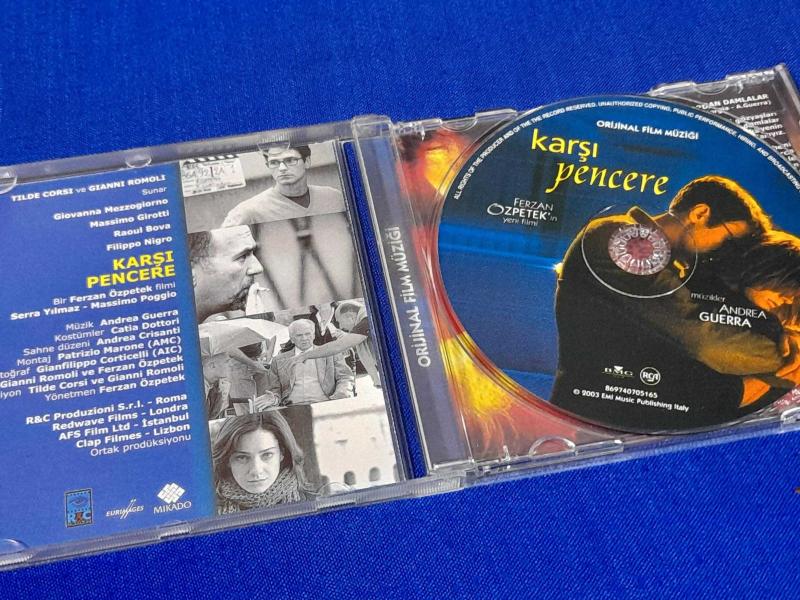 TILDE CORSI ve GIANNI ROMOLI
Sunar
Giovanna Mezzogiorno
Massimo Girotti
Raoul Bova
Filippo Nigro
KARŞI
PENCERE
Bir Ferzan Özpetek filmi
Serra Yılmaz - Massimo Poggio
Müzik Andrea Guerra
Kostümler Catia Dottori
Sahne düzeni Andrea Crisanti
Montaj Patrizio Marone (AMC)
Gianfilippo Corticelli (AIC)
Gianni Romoli ve Ferzan Özpetek
Tilde Corsi ve Gianni Romoli
Yönetmen Ferzan Özpetek
R&C Produzioni S.r.l. - Roma
Redwave Films - Londra
AFS Film Ltd - İstanbul
Clap Filmes - Lizbon
Ortak prodüksiyonu
R&C
EURIMAGES
MIKADO
ORİJİNAL FİLM MÜZİĞİ
ALL RIGHTS OF THE PRODUCER AND OF THE RECORD RESERVED. UNAUTHORIZED COPYING, PUBLIC PERFORMANCE, HIRING, AND BROADCASTING
ORIJINAL FİLM MÜZİĞİ
karşı
pencere
FERZAN
ÖZPETEK'in
yeni filmi
müzikler
ANDREA
GUERRA
BMG
RCA
869740705165
© 2003 EMI Music Publishing Italy
DAMLALAR
A.Guerra)
gözyaşları